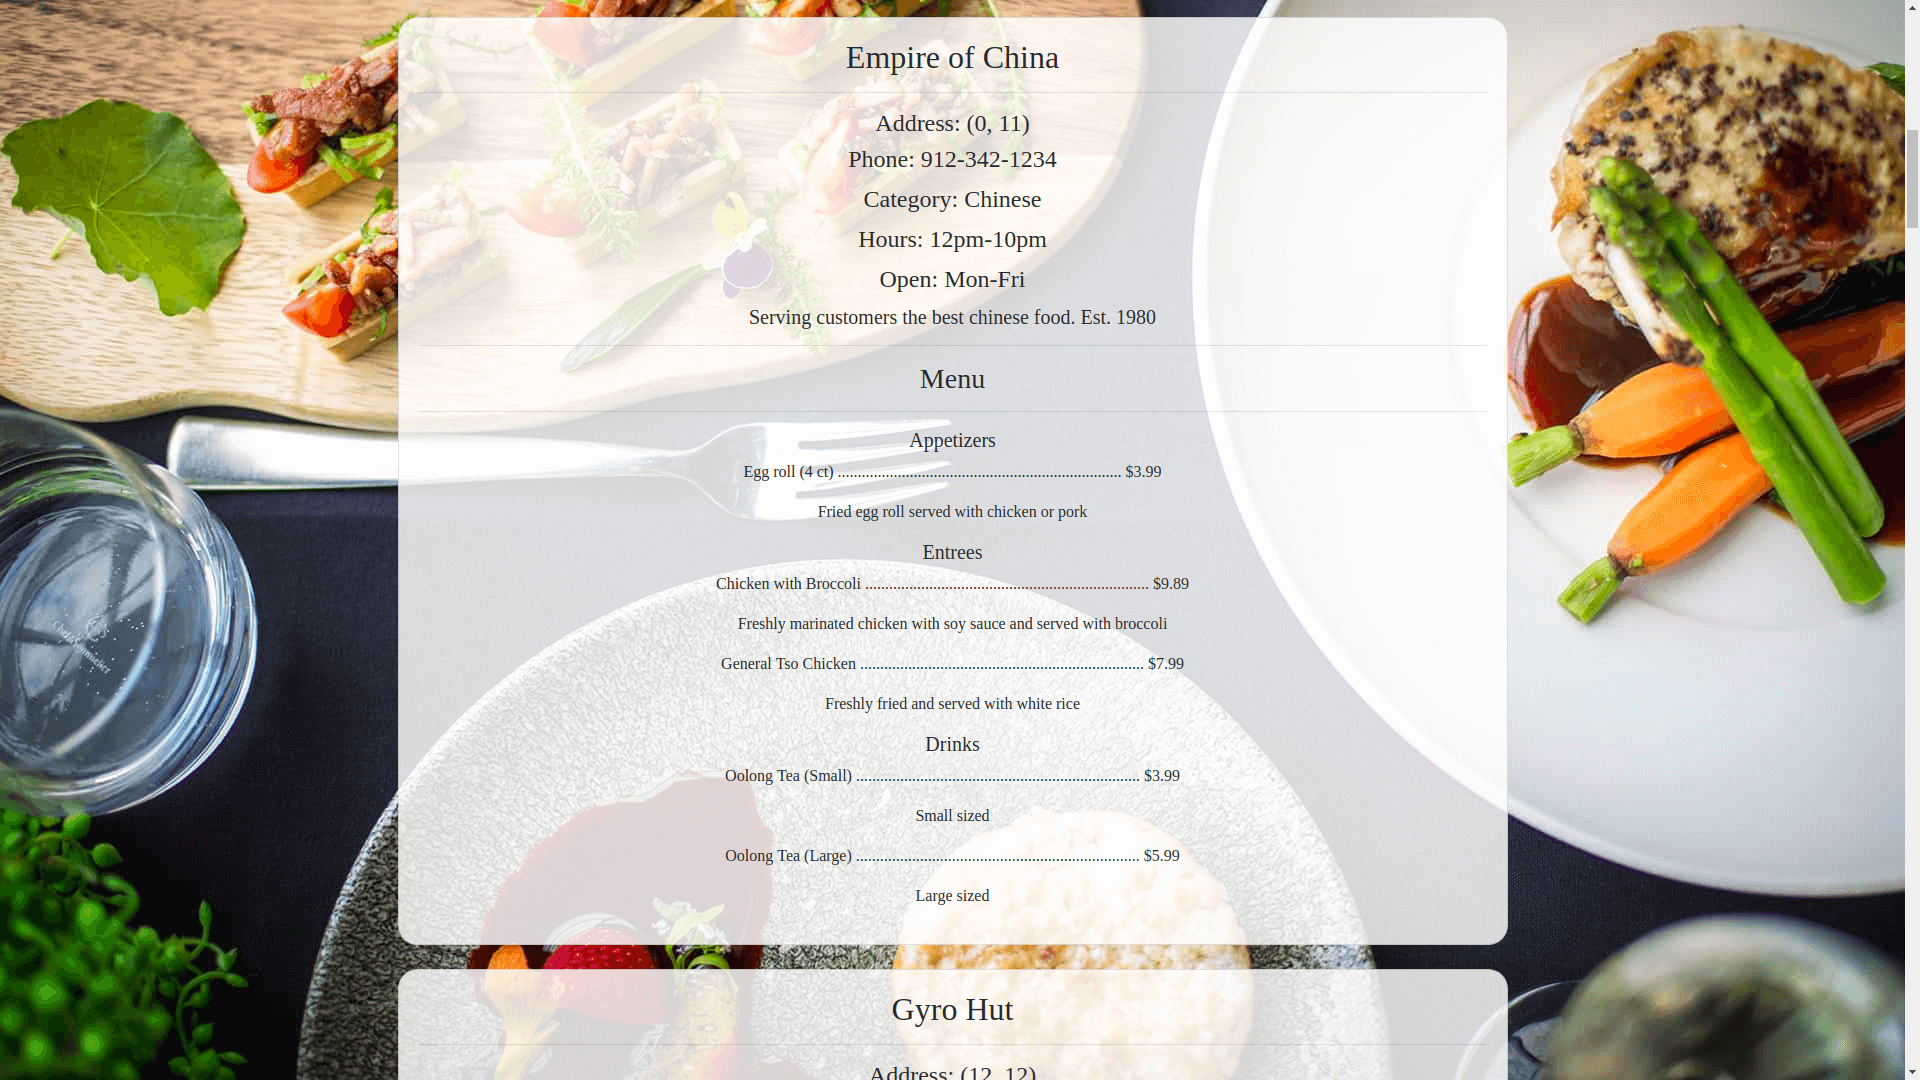 Empire of China
Address: (0, 11)
Phone: 912-342-1234
Category: Chinese
Hours: 12pm-10pm
Open: Mon-Fri
Serving customers the best chinese food. Est. 1980
Menu
Appetizers
Egg roll (4 ct) ....................................................................... $3.99
Fried egg roll served with chicken or pork
Entrees
Chicken with Broccoli ....................................................................... $9.89
Freshly marinated chicken with soy sauce and served with broccoli
General Tso Chicken ....................................................................... $7.99
Freshly fried and served with white rice
Drinks
Oolong Tea (Small) ....................................................................... $3.99
Small sized
Oolong Tea (Large) ....................................................................... $5.99
Large sized
Gyro Hut
Address: (12, 12)